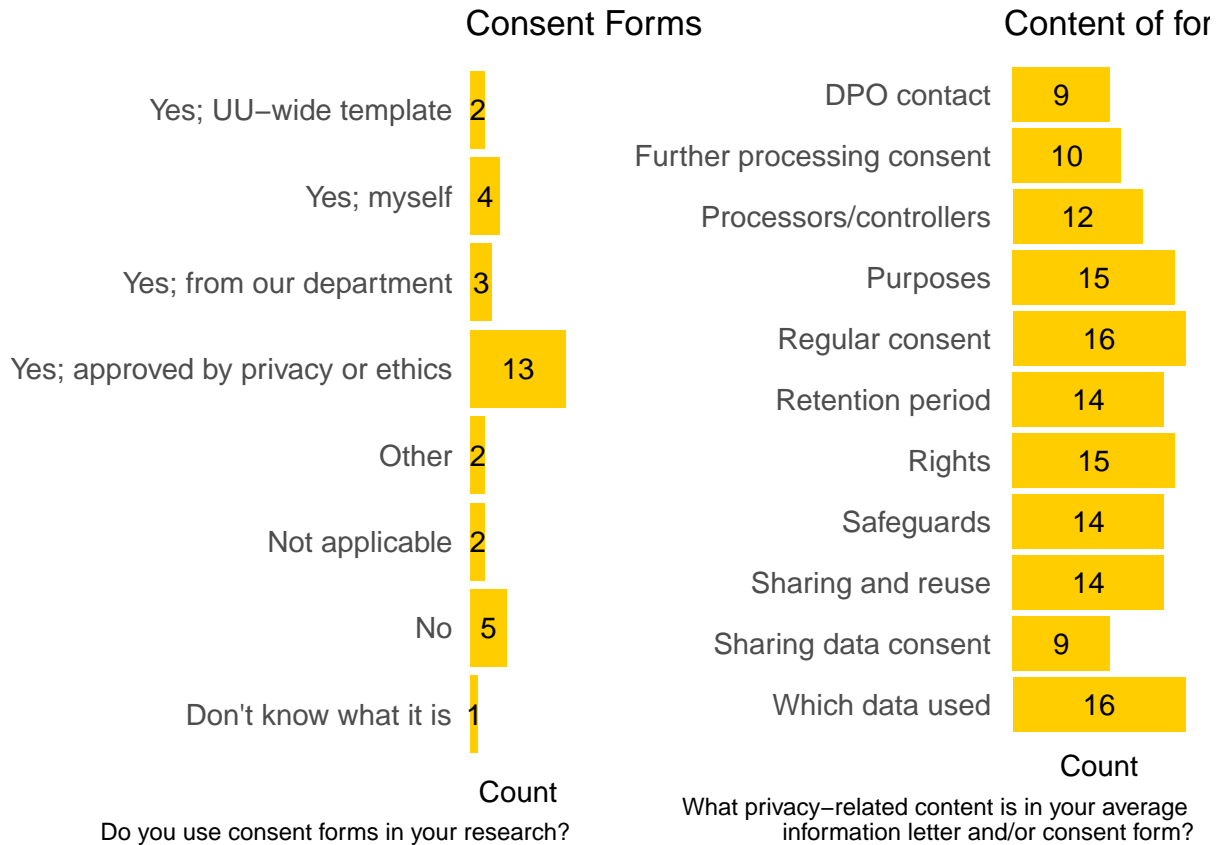 Consent Forms
Yes; UU−wide template 2
Yes; myself 4
Yes; from our department 3
Yes; approved by privacy or ethics 13
Other 2
Not applicable 2
No 5
Don't know what it is 1
Count
Do you use consent forms in your research?
Content of for
DPO contact 9
Further processing consent 10
Processors/controllers 12
Purposes 15
Regular consent 16
Retention period 14
Rights 15
Safeguards 14
Sharing and reuse 14
Sharing data consent 9
Which data used 16
Count
What privacy−related content is in your average
information letter and/or consent form?